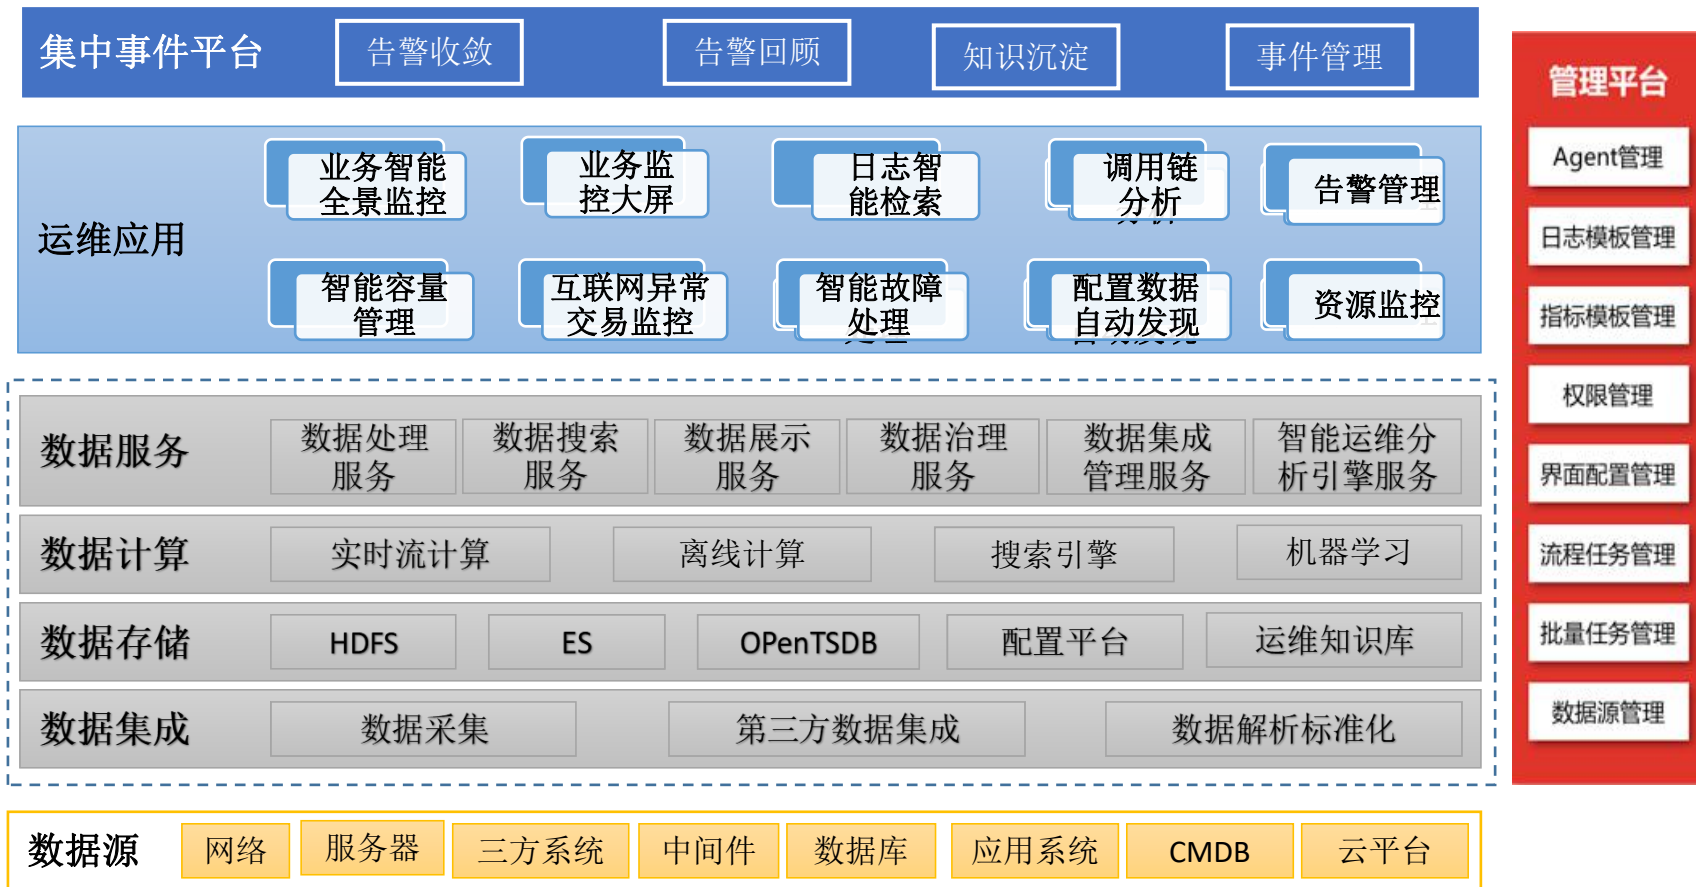 集中事件平台
告警收敛
告警回顾
知识沉淀
事件管理
运维应用
业务智能
全景监控
业务监
控大屏
日志智
能检索
调用链
分析
告警管理
智能容量
管理
互联网异常
交易监控
智能故障
处理
配置数据
自动发现
资源监控
数据服务
数据处理
服务
数据搜索
服务
数据展示
服务
数据治理
服务
数据集成
管理服务
智能运维分
析引擎服务
数据计算
实时流计算
离线计算
搜索引擎
机器学习
数据存储
HDFS
ES
OPenTSDB
配置平台
运维知识库
数据集成
数据采集
第三方数据集成
数据解析标准化
数据源
网络
服务器
三方系统
中间件
数据库
应用系统
CMDB
云平台
管理平台
Agent管理
日志模板管理
指标模板管理
权限管理
界面配置管理
流程任务管理
批量任务管理
数据源管理